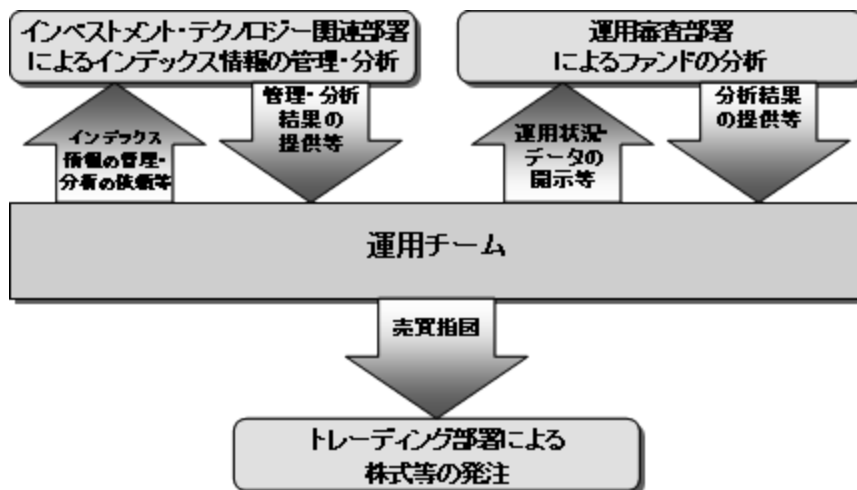 インベストメント・テクノロジー関連部署
によるインデックス情報の管理・分析
運用審査部署
によるファンドの分析
インデックス
情報の管理・
分析の依頼等
管理・分析
結果の
提供等
運用状況・
データの
開示等
分析結果
の提供等
運用チーム
売買指図
トレーディング部署による
株式等の発注